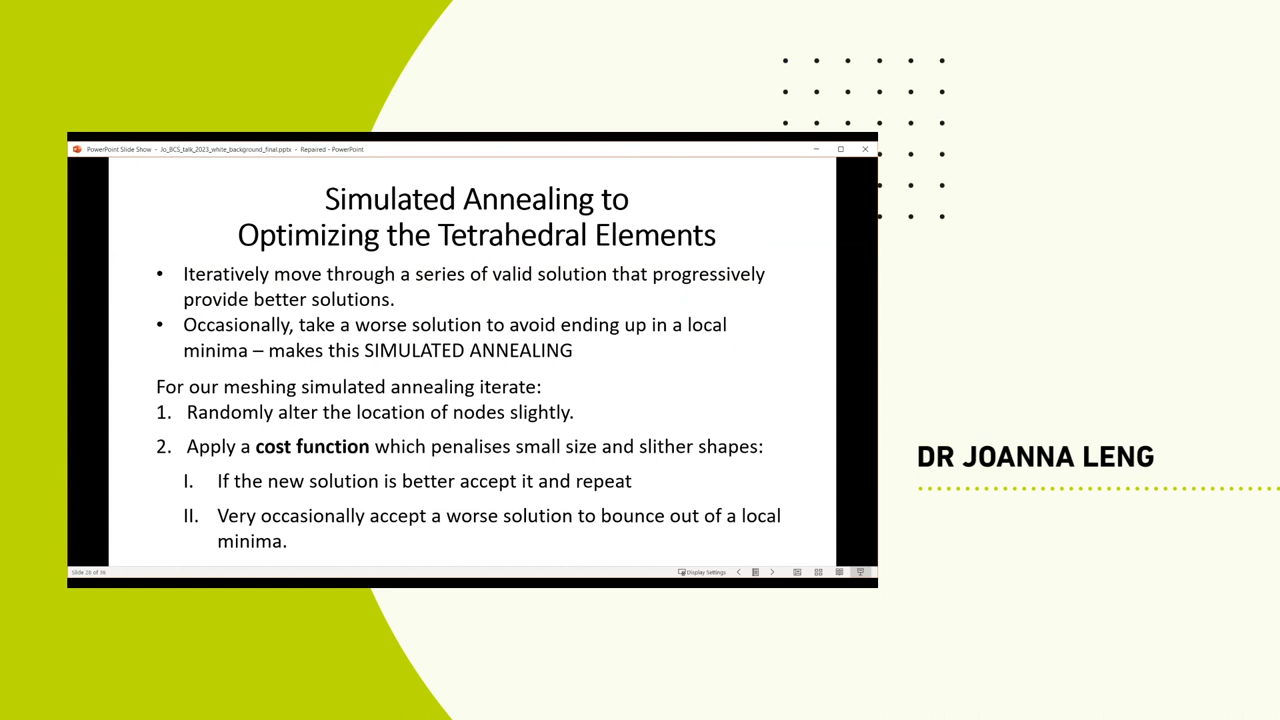 PowerPoint Slide Show - Jo_BCS_talk_2023_white_background_final.pptx - Repaired - PowerPoint
Simulated Annealing to
Optimizing the Tetrahedral Elements
• Iteratively move through a series of valid solution that progressively
provide better solutions.
• Occasionally, take a worse solution to avoid ending up in a local
minima – makes this SIMULATED ANNEALING
For our meshing simulated annealing iterate:
1. Randomly alter the location of nodes slightly.
2. Apply a cost function which penalises small size and slither shapes:
I. If the new solution is better accept it and repeat
II. Very occasionally accept a worse solution to bounce out of a local
minima.
Slide 26 of 36
Display Settings
DR JOANNA LENG